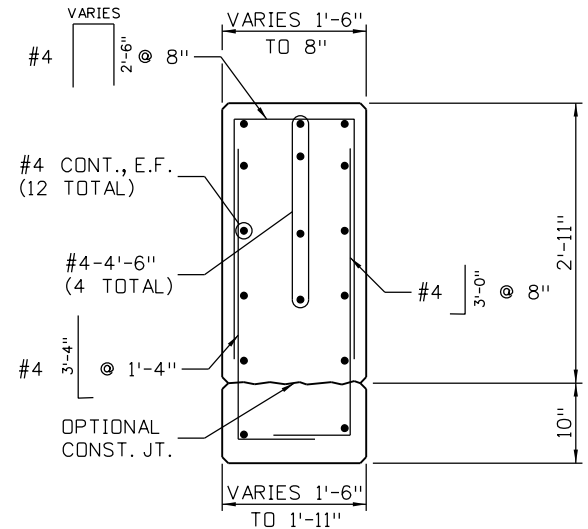 VARIES
#4 2'-6" @ 8"
VARIES 1'-6"
TO 8"
#4 CONT., E.F.
(12 TOTAL)
#4-4'-6"
(4 TOTAL)
2'-11"
#4 3'-0" @ 8"
#4 3'-4" @ 1'-4"
OPTIONAL
CONST. JT.
10"
VARIES 1'-6"
TO 1'-11"